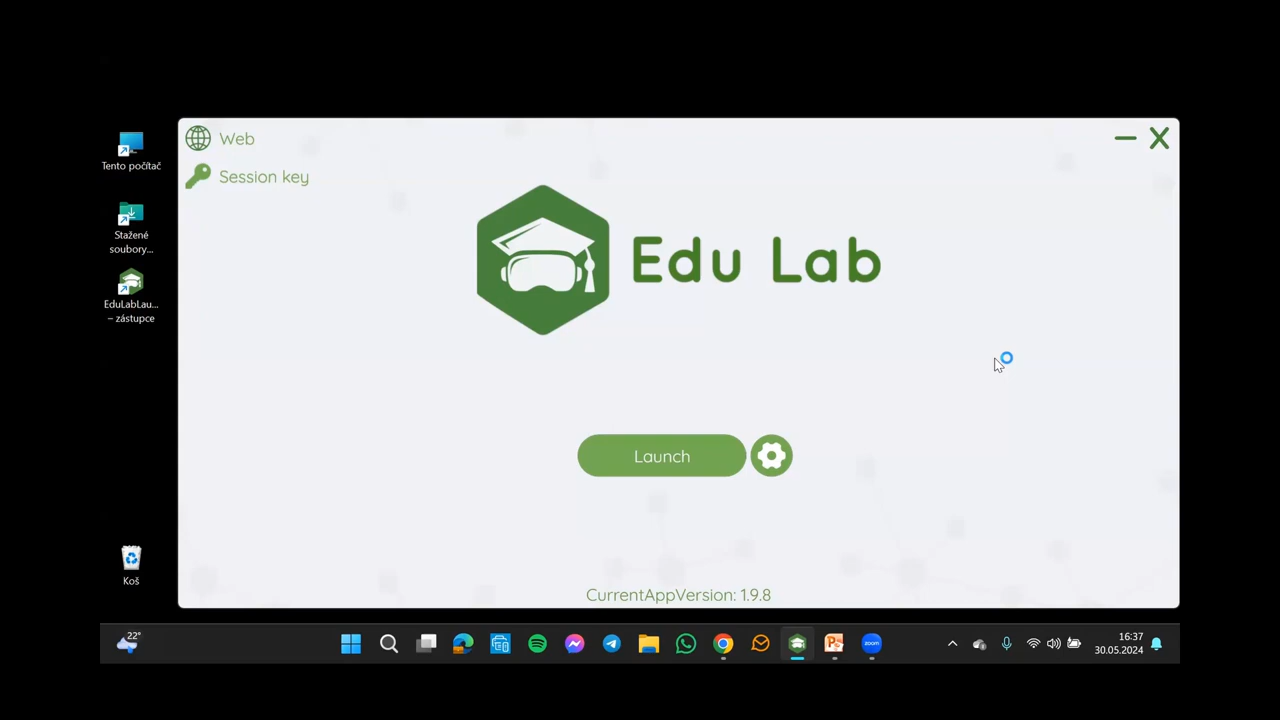 Web
Session key
Edu Lab
Launch
CurrentAppVersion: 1.9.8
Tento počítač
Stažené
soubory...
EduLabLau...
– zástupce
Koš
22°
zoom
16:37
30.05.2024